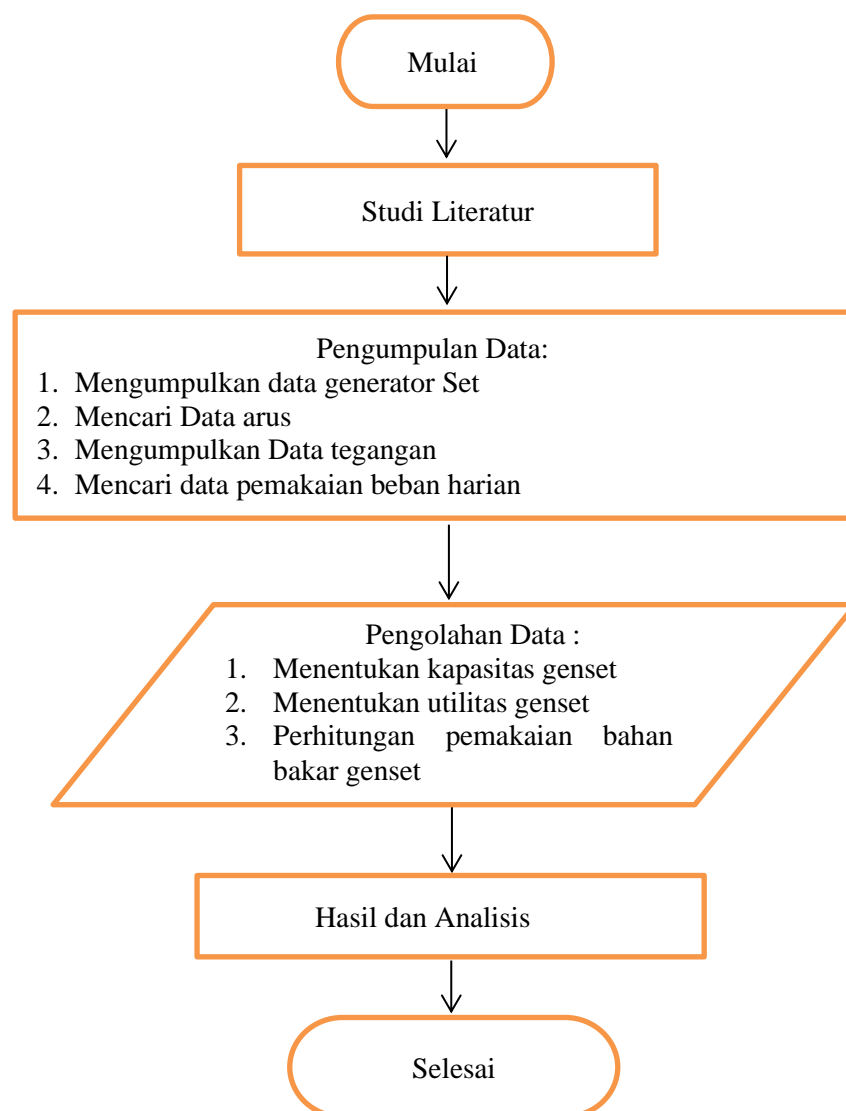 Mulai
Studi Literatur
Pengumpulan Data:
1. Mengumpulkan data generator Set
2. Mencari Data arus
3. Mengumpulkan Data tegangan
4. Mencari data pemakaian beban harian
Pengolahan Data :
1. Menentukan kapasitas genset
2. Menentukan utilitas genset
3. Perhitungan pemakaian bahan
bakar genset
Hasil dan Analisis
Selesai